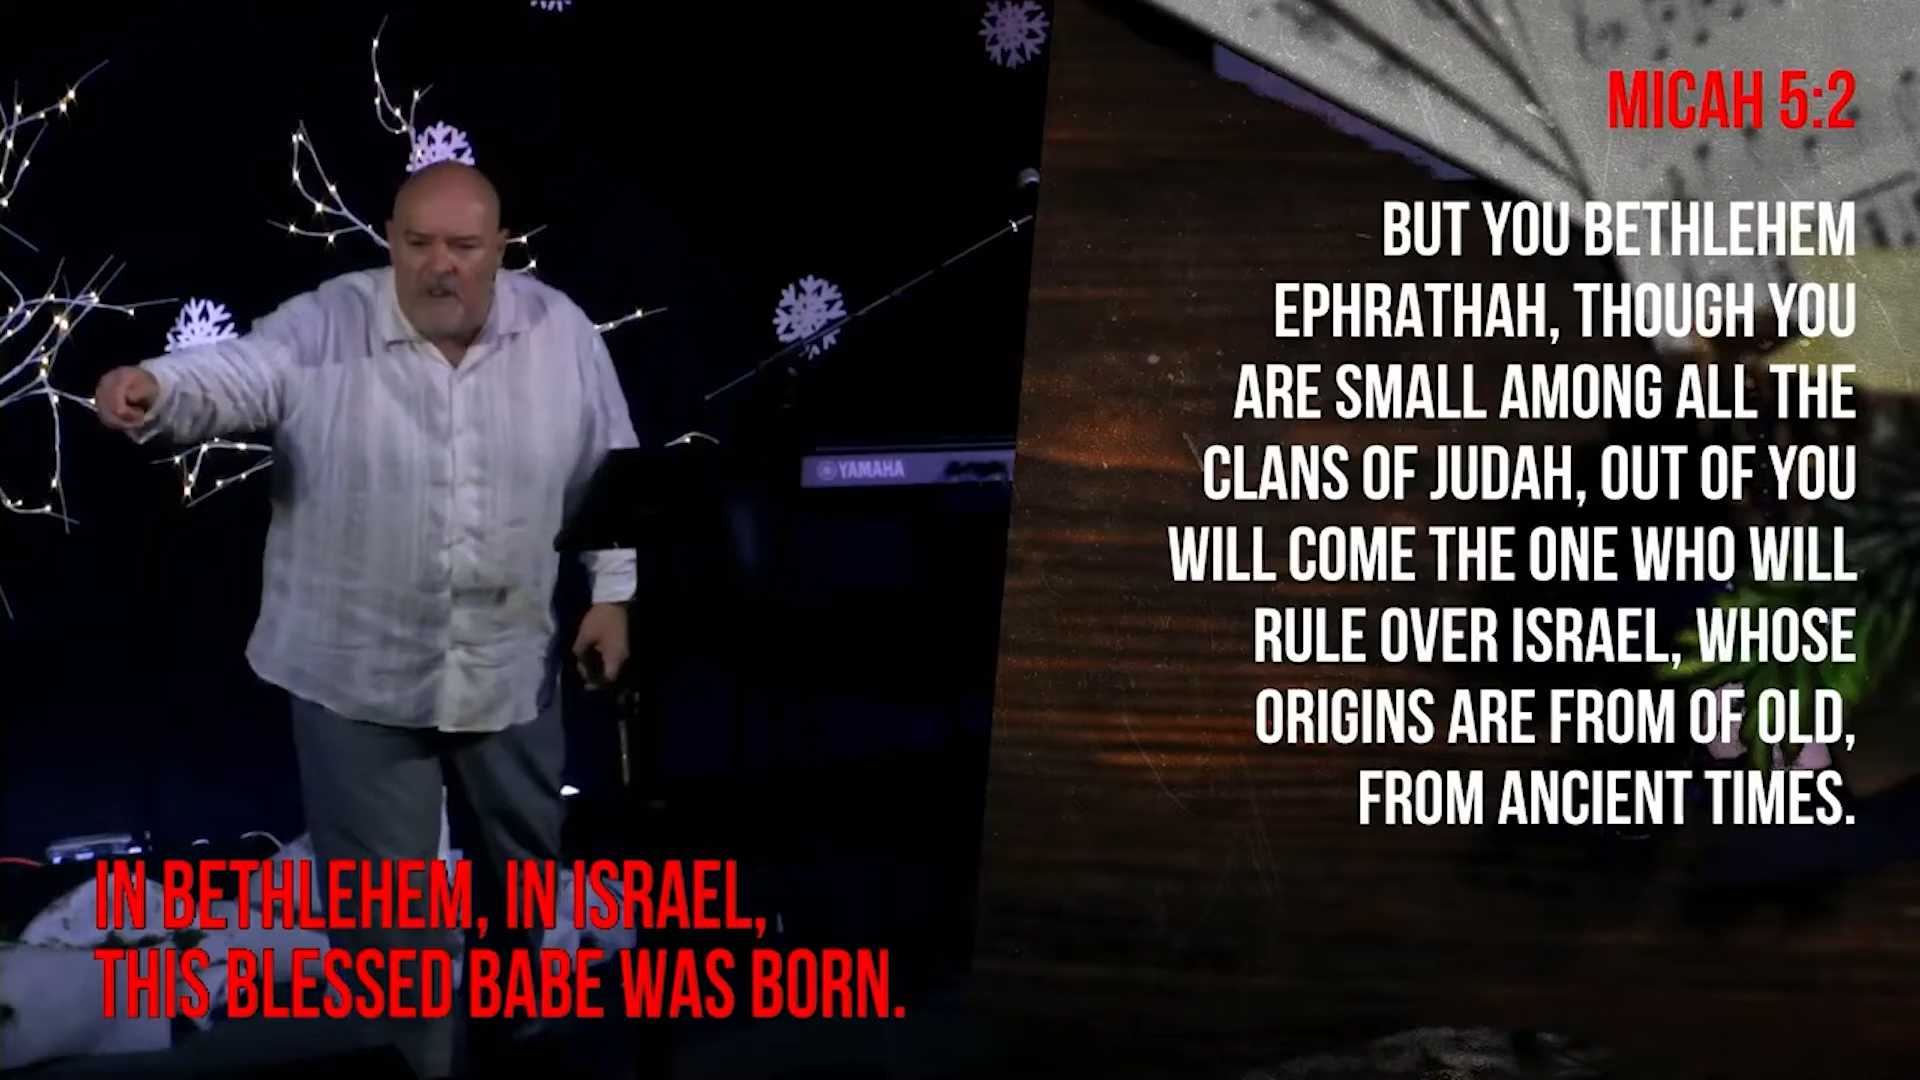 MICAH 5:2
BUT YOU BETHLEHEM
EPHRATHAH, THOUGH YOU
ARE SMALL AMONG ALL THE
CLANS OF JUDAH, OUT OF YOU
WILL COME THE ONE WHO WILL
RULE OVER ISRAEL, WHOSE
ORIGINS ARE FROM OF OLD,
FROM ANCIENT TIMES.
YAMAHA
IN BETHLEHEM, IN ISRAEL,
THIS BLESSED BABE WAS BORN.